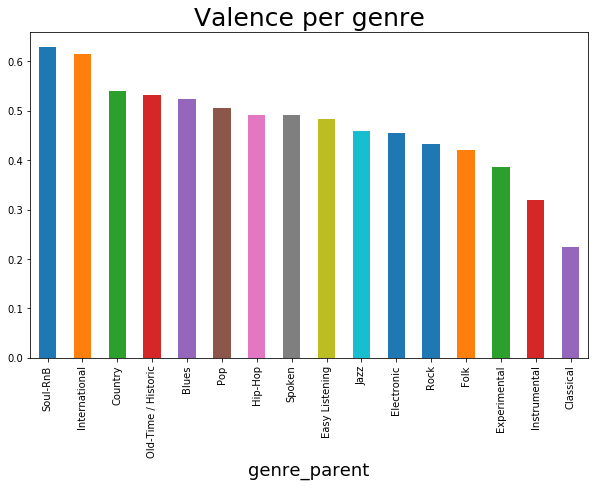 Valence per genre
0.6
0.5
0.4
0.3
0.2
0.1
0.0
Soul-RnB
International
Country
Old-Time / Historic
Blues
Pop
Hip-Hop
Spoken
Easy Listening
Jazz
Electronic
Rock
Folk
Experimental
Instrumental
Classical
genre_parent